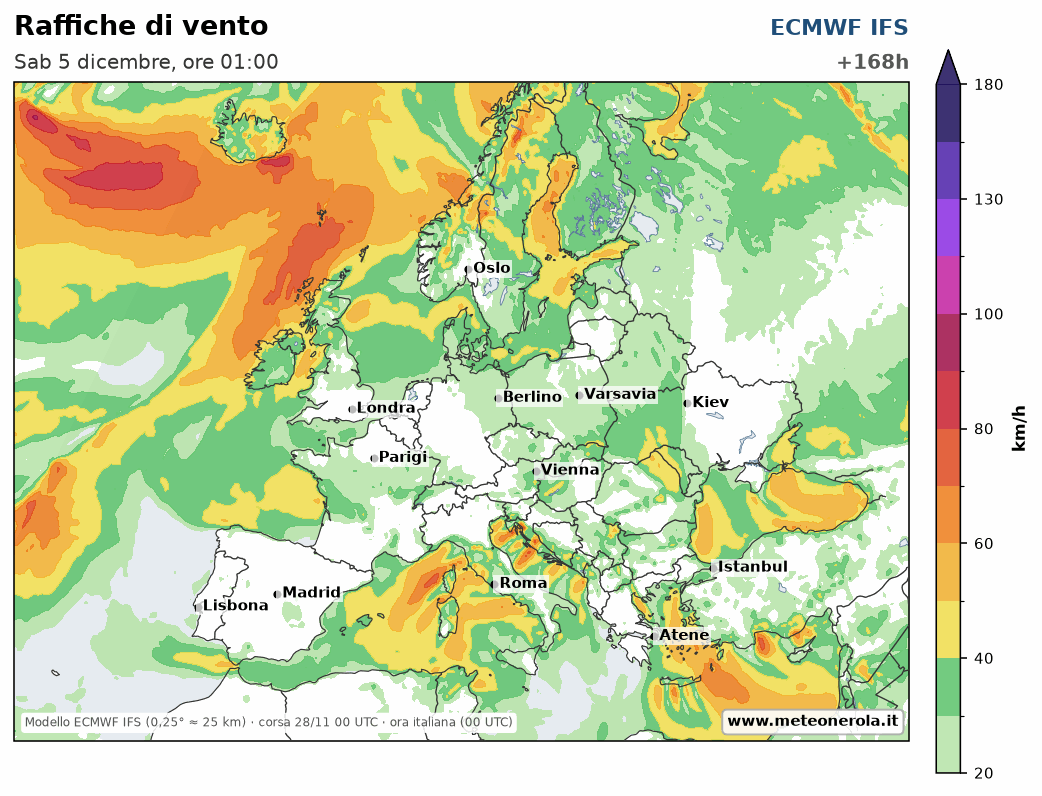 Raffiche di vento
ECMWF IFS
Sab 5 dicembre, ore 01:00
+168h
180
130
100
80
60
40
20
km/h
Oslo
Londra
Berlino
Varsavia
Kiev
Parigi
Vienna
Istanbul
Roma
Madrid
Lisbona
Atene
Modello ECMWF IFS (0,25° ≈ 25 km) · corsa 28/11 00 UTC · ora italiana (00 UTC)
www.meteonerola.it